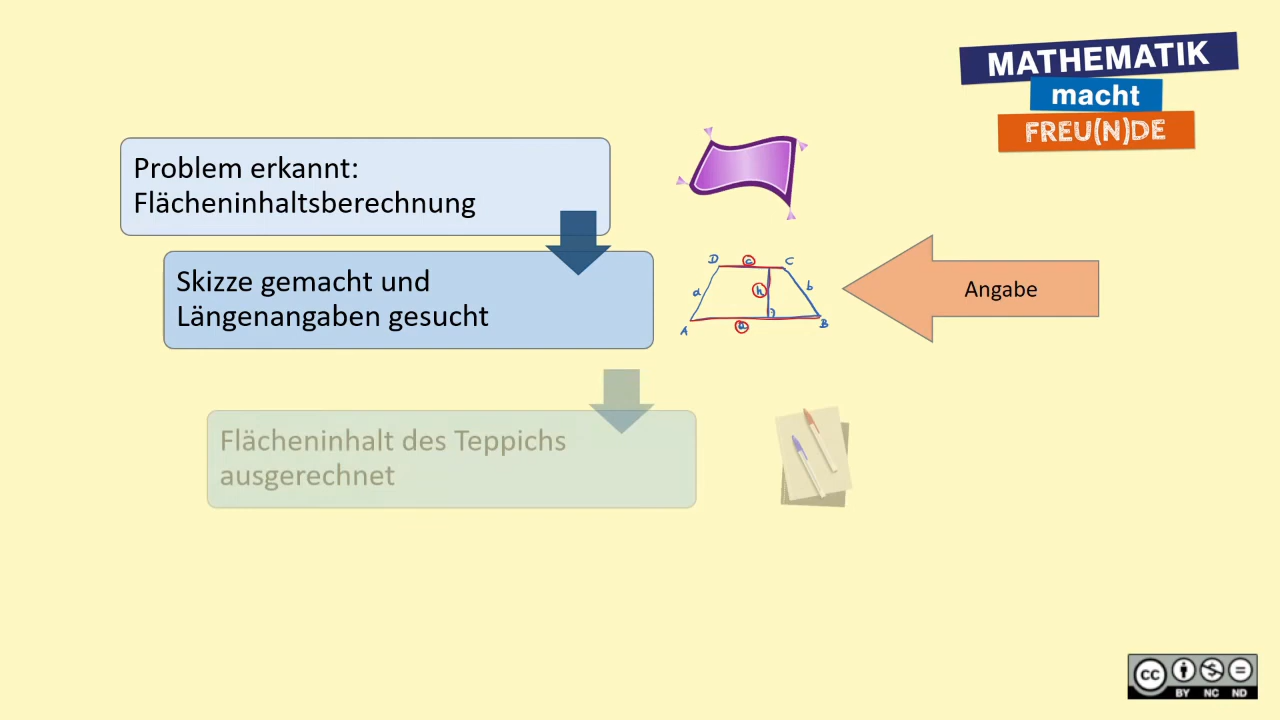 MATHEMATIK
macht
FREU(N)DE
Problem erkannt:
Flächeninhaltsberechnung
Skizze gemacht und
Längenangaben gesucht
D c C
d h b
A a B
Angabe
Flächeninhalt des Teppichs
ausgerechnet
cc
BY NC ND